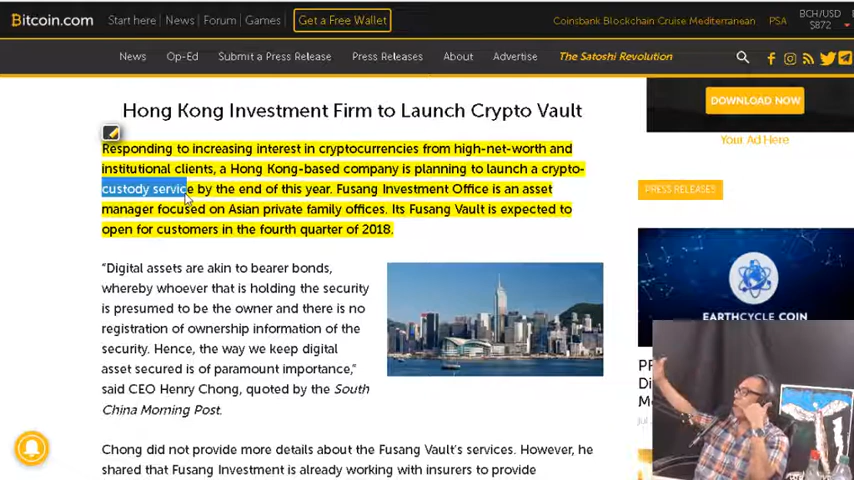 Bitcoin.com
Start here
News
Forum
Games
Get a Free Wallet
Coinsbank Blockchain Cruise Mediterranean
PSA
BCH/USD
$872
News
Op-Ed
Submit a Press Release
Press Releases
About
Advertise
The Satoshi Revolution
Hong Kong Investment Firm to Launch Crypto Vault
Responding to increasing interest in cryptocurrencies from high-net-worth and
institutional clients, a Hong Kong-based company is planning to launch a crypto-
custody service by the end of this year. Fusang Investment Office is an asset
manager focused on Asian private family offices. Its Fusang Vault is expected to
open for customers in the fourth quarter of 2018.
“Digital assets are akin to bearer bonds,
whereby whoever that is holding the security
is presumed to be the owner and there is no
registration of ownership information of the
security. Hence, the way we keep digital
asset secured is of paramount importance,”
said CEO Henry Chong, quoted by the South
China Morning Post.
Chong did not provide more details about the Fusang Vault’s services. However, he
shared that Fusang Investment is already working with insurers to provide
DOWNLOAD NOW
Your Ad Here
PRESS RELEASES
EARTHCYCLE COIN